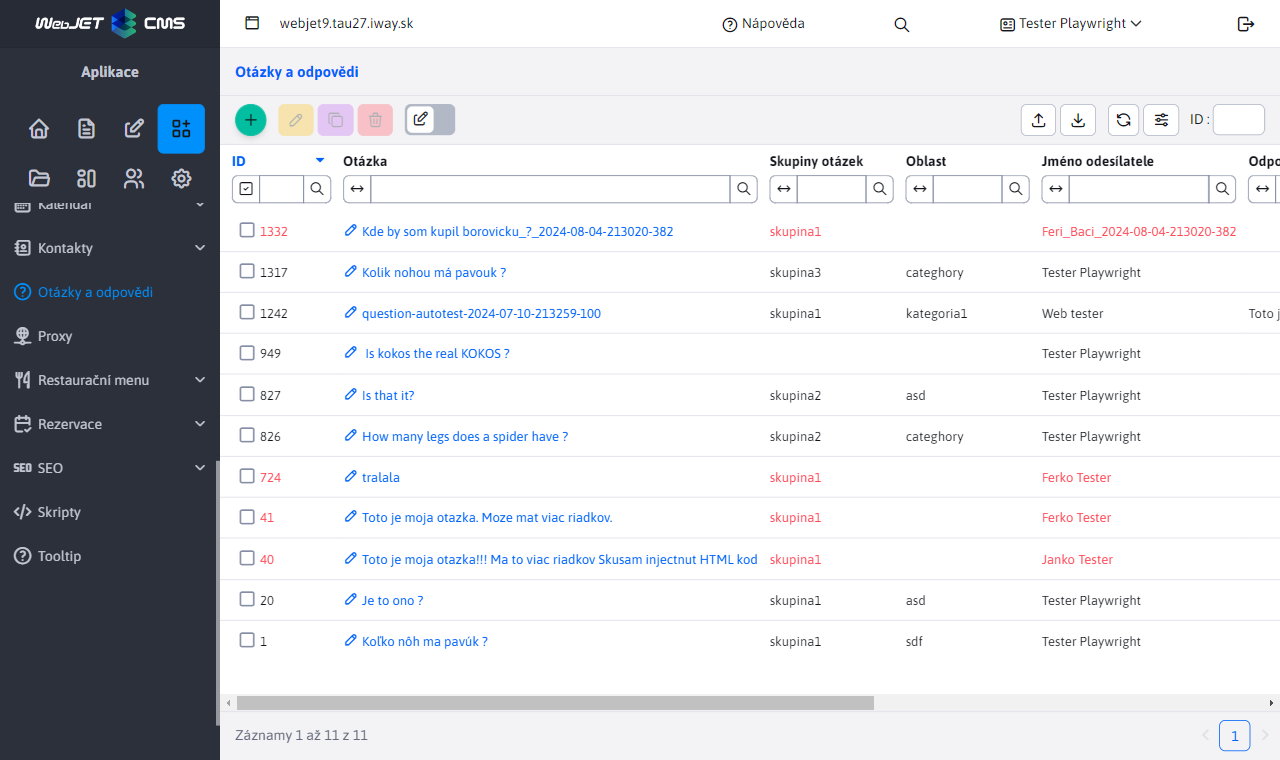 WebJET CMS
webjet9.tau27.iway.sk
Nápověda
Tester Playwright
Aplikace
Kalendář
Kontakty
Otázky a odpovědi
Proxy
Restaurační menu
Rezervace
SEO SEO
Skripty
Tooltip
Otázky a odpovědi
ID :
ID Otázka Skupiny otázek Oblast Jméno odesílatele Odpo
1332 Kde by som kupil borovicku_?_2024-08-04-213020-382 skupina1 Feri_Baci_2024-08-04-213020-382
1317 Kolik nohou má pavouk ? skupina3 categhory Tester Playwright
1242 question-autotest-2024-07-10-213259-100 skupina1 kategoria1 Web tester Toto j
949 Is kokos the real KOKOS ? Tester Playwright
827 Is that it? skupina2 asd Tester Playwright
826 How many legs does a spider have ? skupina2 categhory Tester Playwright
724 tralala skupina1 Ferko Tester
41 Toto je moja otazka. Moze mat viac riadkov. skupina1 Ferko Tester
40 Toto je moja otazka!!! Ma to viac riadkov Skusam injectnut HTML kod skupina1 Janko Tester
20 Je to ono ? skupina1 asd Tester Playwright
1 Koľko nôh ma pavúk ? skupina1 sdf Tester Playwright
Záznamy 1 až 11 z 11
1